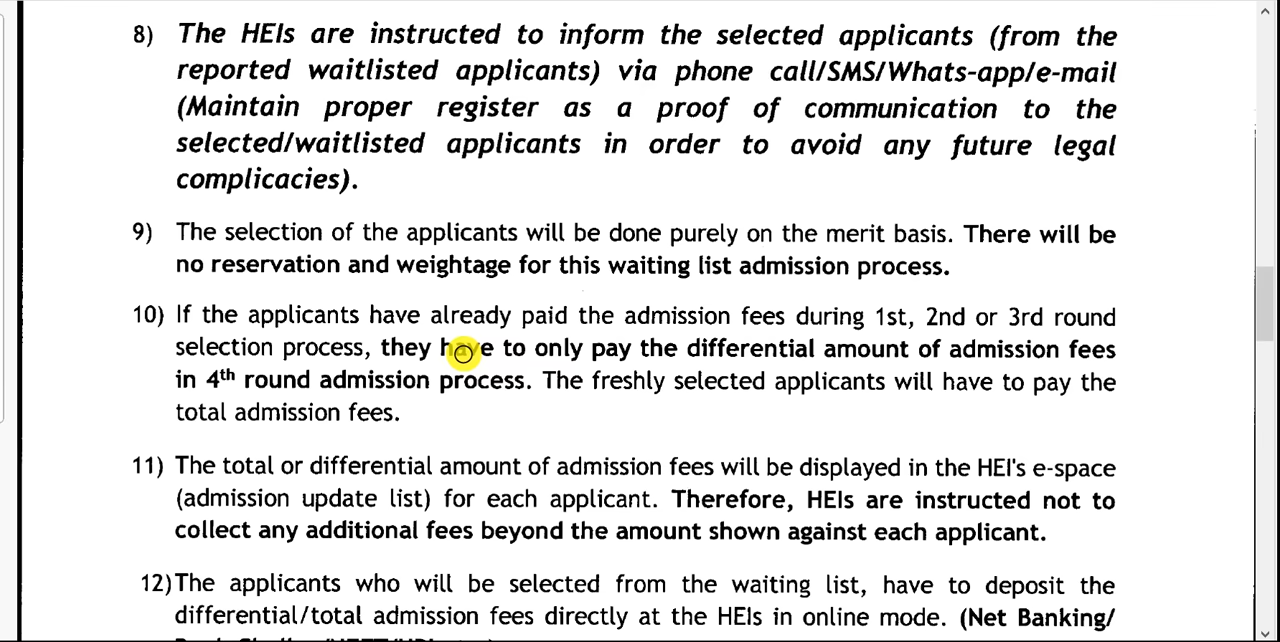 8) The HEIs are instructed to inform the selected applicants (from the
reported waitlisted applicants) via phone call/SMS/Whats-app/e-mail
(Maintain proper register as a proof of communication to the
selected/waitlisted applicants in order to avoid any future legal
complicacies).
9) The selection of the applicants will be done purely on the merit basis. There will be
no reservation and weightage for this waiting list admission process.
10) If the applicants have already paid the admission fees during 1st, 2nd or 3rd round
selection process, they have to only pay the differential amount of admission fees
in 4th round admission process. The freshly selected applicants will have to pay the
total admission fees.
11) The total or differential amount of admission fees will be displayed in the HEI's e-space
(admission update list) for each applicant. Therefore, HEIs are instructed not to
collect any additional fees beyond the amount shown against each applicant.
12) The applicants who will be selected from the waiting list, have to deposit the
differential/total admission fees directly at the HEIs in online mode. (Net Banking/